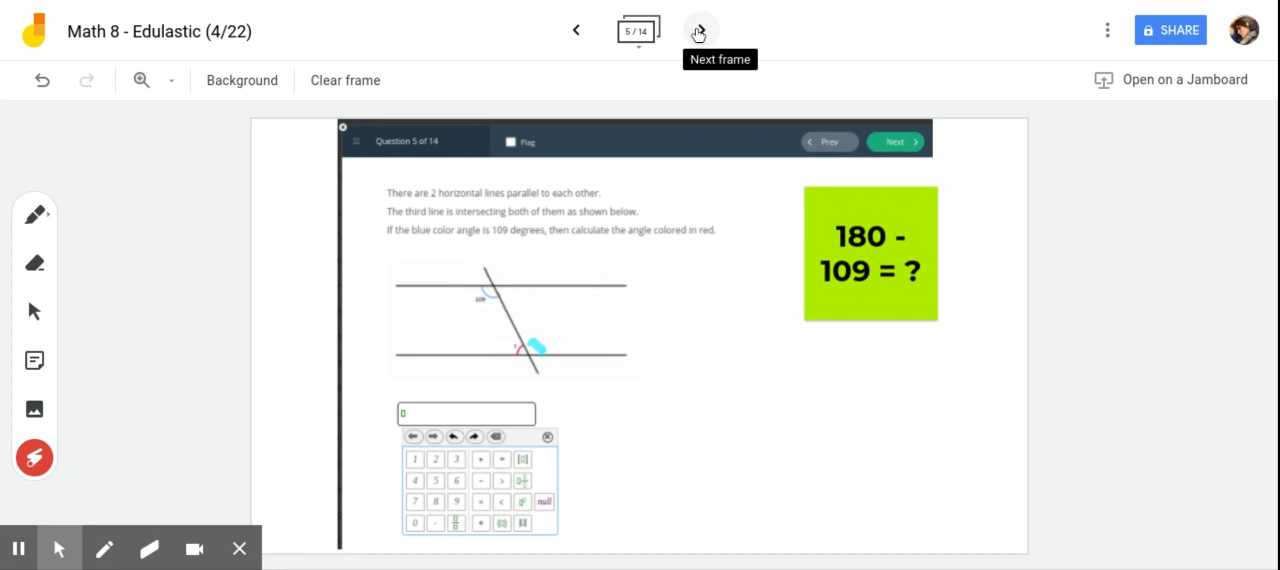 Math 8 - Edulastic (4/22)
5 / 14
SHARE
Next frame
Background
Clear frame
Open on a Jamboard
Question 5 of 14
Flag
Prev
Next
There are 2 horizontal lines parallel to each other.
The third line is intersecting both of them as shown below.
If the blue color angle is 109 degrees, then calculate the angle colored in red.
180 -
109 = ?
109
?
1 2 3 +
4 5 6 - >
7 8 9 × < null
0 .